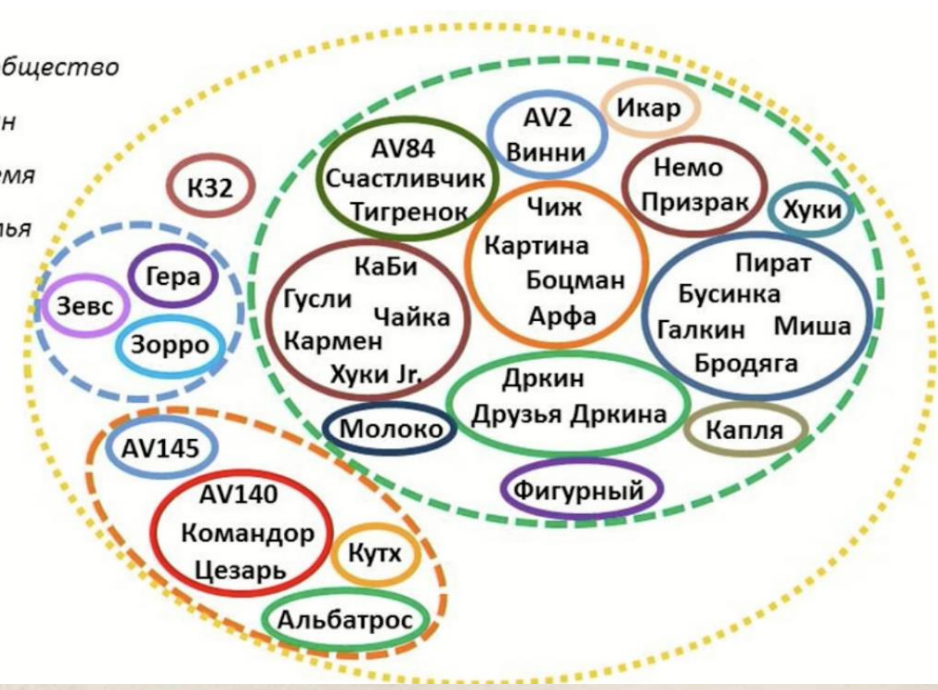 бщество
н
емя
ья
К32
Гера
Зевс
Зорро
AV84
Счастливчик
Тигренок
AV2
Винни
Икар
Немо
Призрак
Хуки
Чиж
Картина
Боцман
Арфа
КаБи
Гусли
Чайка
Кармен
Хуки Jr.
Пират
Бусинка
Галкин Миша
Бродяга
Дркин
Друзья Дркина
Молоко
Капля
Фигурный
AV145
AV140
Командор
Цезарь
Кутх
Альбатрос